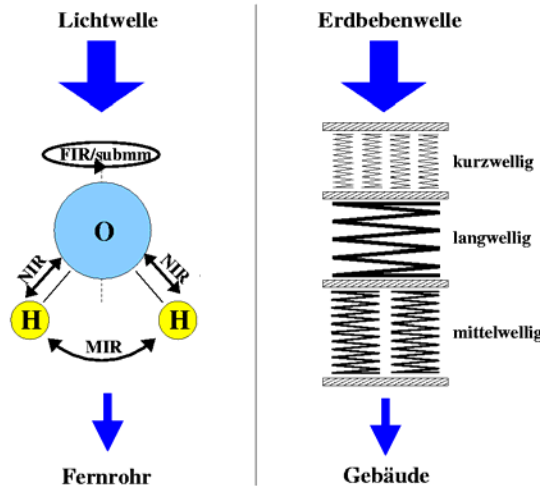 Lichtwelle
FIR/submm
O
NIR
NIR
H
H
MIR
Fernrohr
Erdbebenwelle
kurzwellig
langwellig
mittelwellig
Gebäude